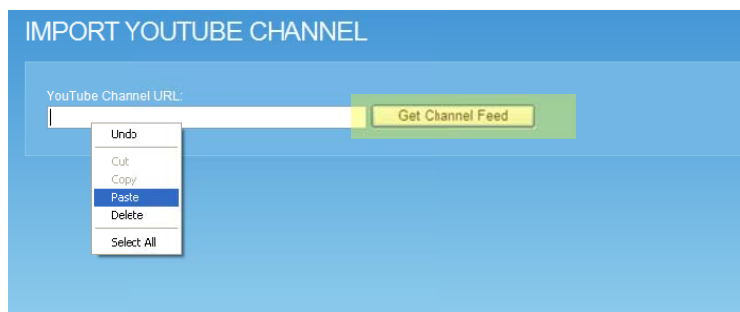 IMPORT YOUTUBE CHANNEL
YouTube Channel URL:
Get Channel Feed
Undo
Cut
Copy
Paste
Delete
Select All